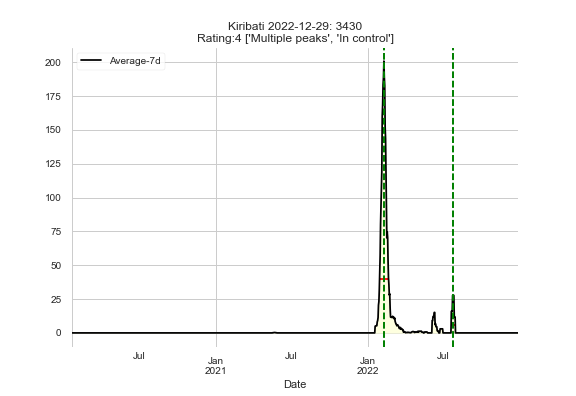 Kiribati 2022-12-29: 3430
Rating:4 ['Multiple peaks', 'In control']
Average-7d
200
175
150
125
100
75
50
25
0
Jul
Jan
2021
Jul
Jan
2022
Jul
Date